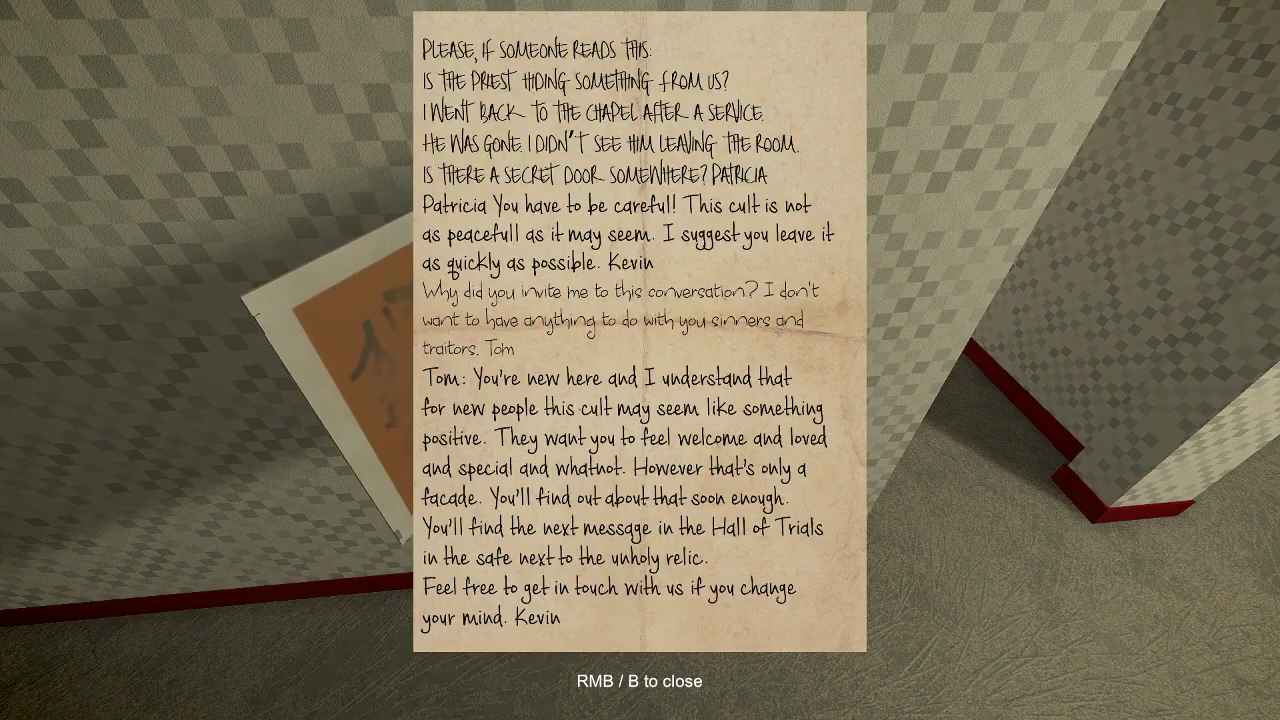 PLEASE, IF SOMEONE READS THIS:
IS THE PRIEST HIDING SOMETHING FROM US?
I WENT BACK TO THE CHAPEL AFTER A SERVICE.
HE WAS GONE. I DIDN'T SEE HIM LEAVING THE ROOM.
IS THERE A SECRET DOOR SOMEWHERE? PATRICIA
Patricia You have to be careful! This cult is not
as peacefull as it may seem. I suggest you leave it
as quickly as possible. Kevin
Why did you invite me to this conversation? I don't
want to have anything to do with you sinners and
traitors. Tom
Tom: You're new here and I understand that
for new people this cult may seem like something
positive. They want you to feel welcome and loved
and special and whatnot. However that's only a
facade. You'll find out about that soon enough.
You'll find the next message in the Hall of Trials
in the safe next to the unholy relic.
Feel free to get in touch with us if you change
your mind. Kevin
RMB / B to close